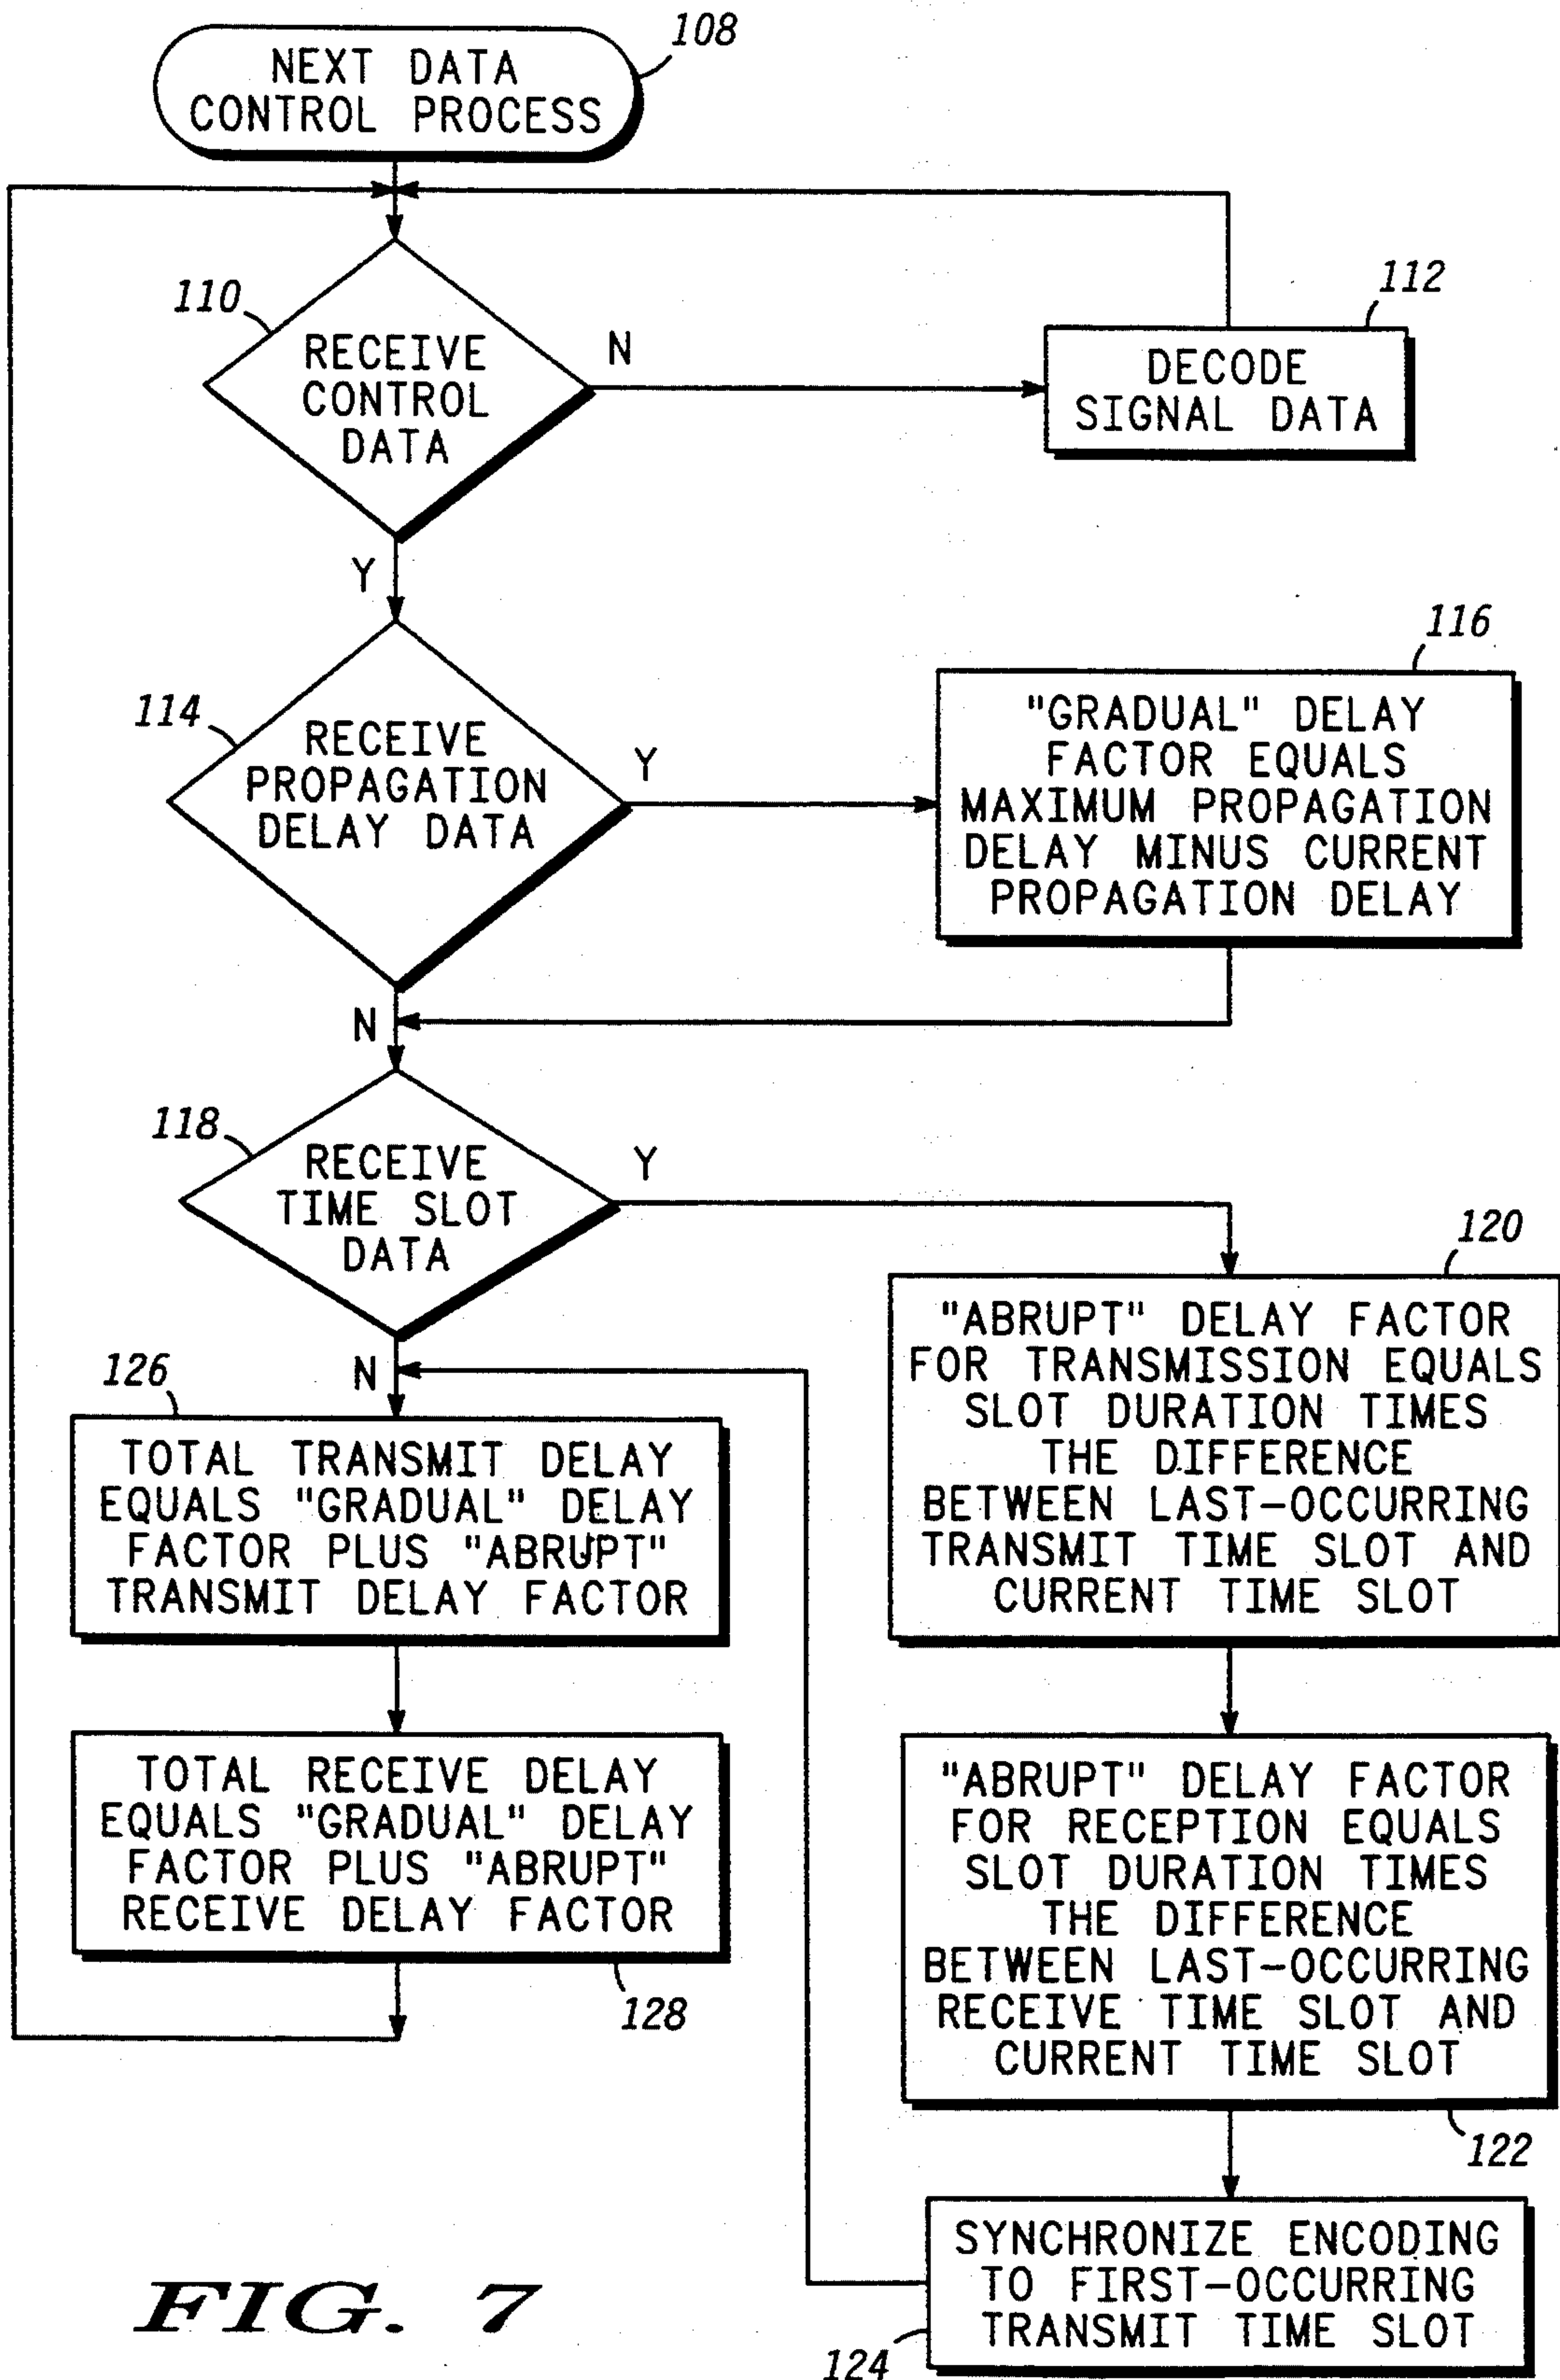 108
NEXT DATA
CONTROL PROCESS
110
RECEIVE
CONTROL
DATA
N
112
DECODE
SIGNAL DATA
Y
114
RECEIVE
PROPAGATION
DELAY DATA
Y
116
"GRADUAL" DELAY
FACTOR EQUALS
MAXIMUM PROPAGATION
DELAY MINUS CURRENT
PROPAGATION DELAY
N
118
RECEIVE
TIME SLOT
DATA
Y
120
"ABRUPT" DELAY FACTOR
FOR TRANSMISSION EQUALS
SLOT DURATION TIMES
THE DIFFERENCE
BETWEEN LAST-OCCURRING
TRANSMIT TIME SLOT AND
CURRENT TIME SLOT
N
126
TOTAL TRANSMIT DELAY
EQUALS "GRADUAL" DELAY
FACTOR PLUS "ABRUPT"
TRANSMIT DELAY FACTOR
TOTAL RECEIVE DELAY
EQUALS "GRADUAL" DELAY
FACTOR PLUS "ABRUPT"
RECEIVE DELAY FACTOR
128
"ABRUPT" DELAY FACTOR
FOR RECEPTION EQUALS
SLOT DURATION TIMES
THE DIFFERENCE
BETWEEN LAST-OCCURRING
RECEIVE TIME SLOT AND
CURRENT TIME SLOT
122
SYNCHRONIZE ENCODING
TO FIRST-OCCURRING
TRANSMIT TIME SLOT
124
FIG. 7